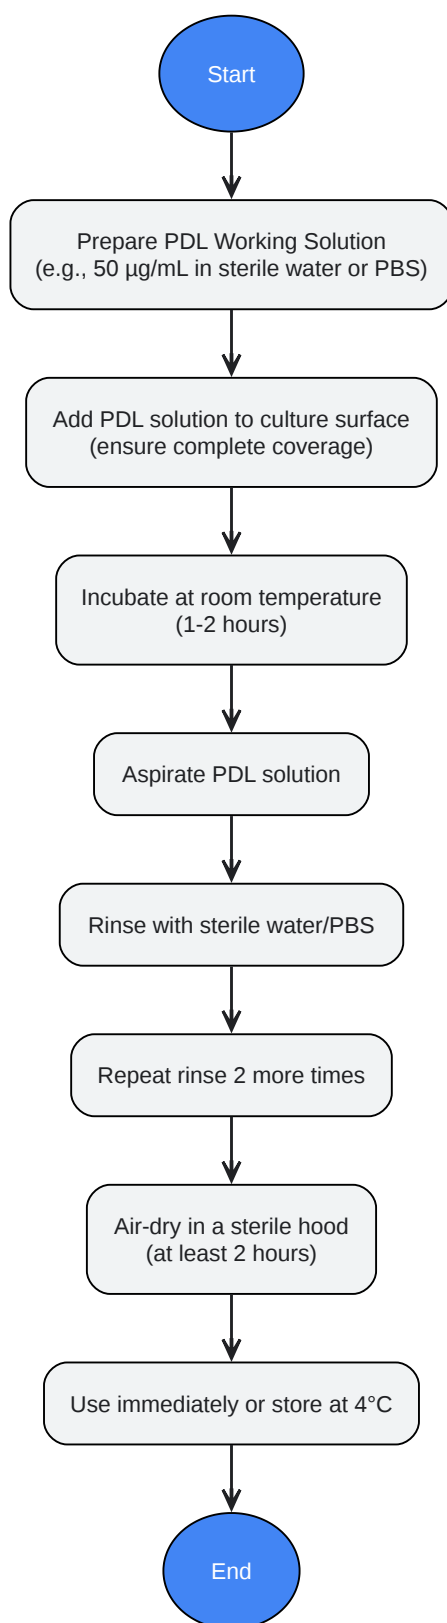 Start
Prepare PDL Working Solution
(e.g., 50 µg/mL in sterile water or PBS)
Add PDL solution to culture surface
(ensure complete coverage)
Incubate at room temperature
(1-2 hours)
Aspirate PDL solution
Rinse with sterile water/PBS
Repeat rinse 2 more times
Air-dry in a sterile hood
(at least 2 hours)
Use immediately or store at 4°C
End